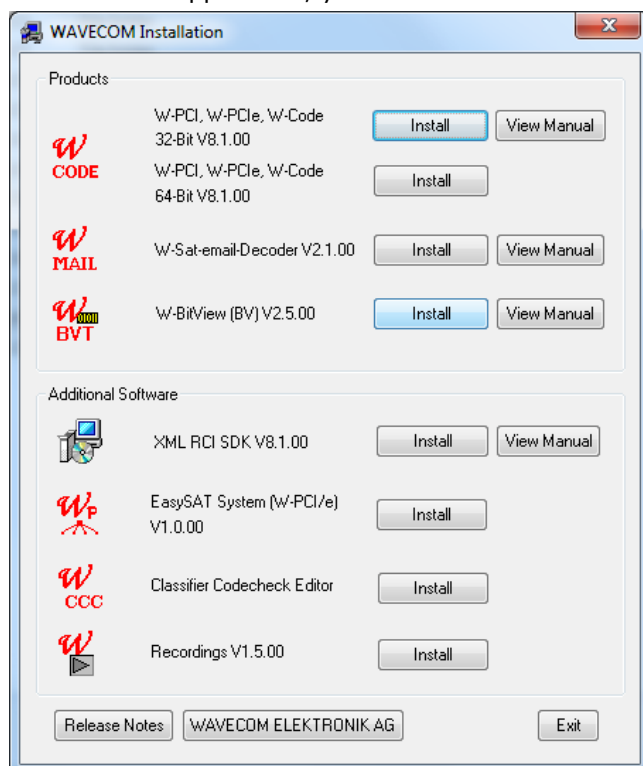 WAVECOM Installation
Products
W-PCI, W-PCIe, W-Code
32-Bit V8.1.00
Install
View Manual
W CODE
W-PCI, W-PCIe, W-Code
64-Bit V8.1.00
Install
W MAIL
W-Sat-email-Decoder V2.1.00
Install
View Manual
W 01011 BVT
W-BitView (BV) V2.5.00
Install
View Manual
Additional Software
XML RCI SDK V8.1.00
Install
View Manual
WP
EasySAT System (W-PCI/e)
V1.0.00
Install
W CCC
Classifier Codecheck Editor
Install
W
Recordings V1.5.00
Install
Release Notes
WAVECOM ELEKTRONIK AG
Exit